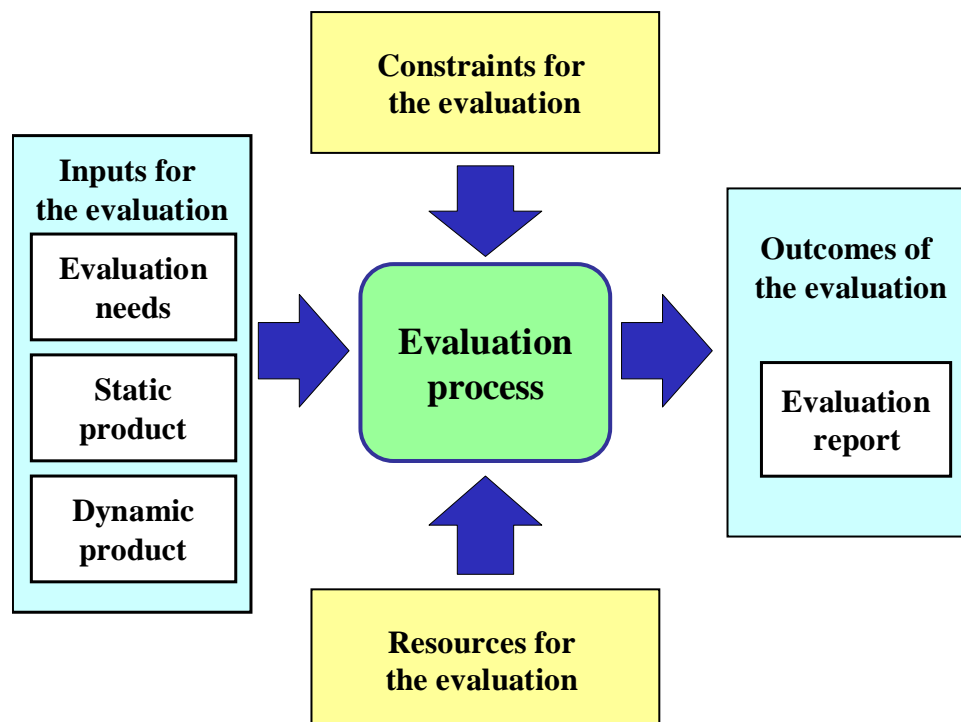 Constraints for
the evaluation
Inputs for
the evaluation
Evaluation
needs
Static
product
Dynamic
product
Evaluation
process
Outcomes of
the evaluation
Evaluation
report
Resources for
the evaluation